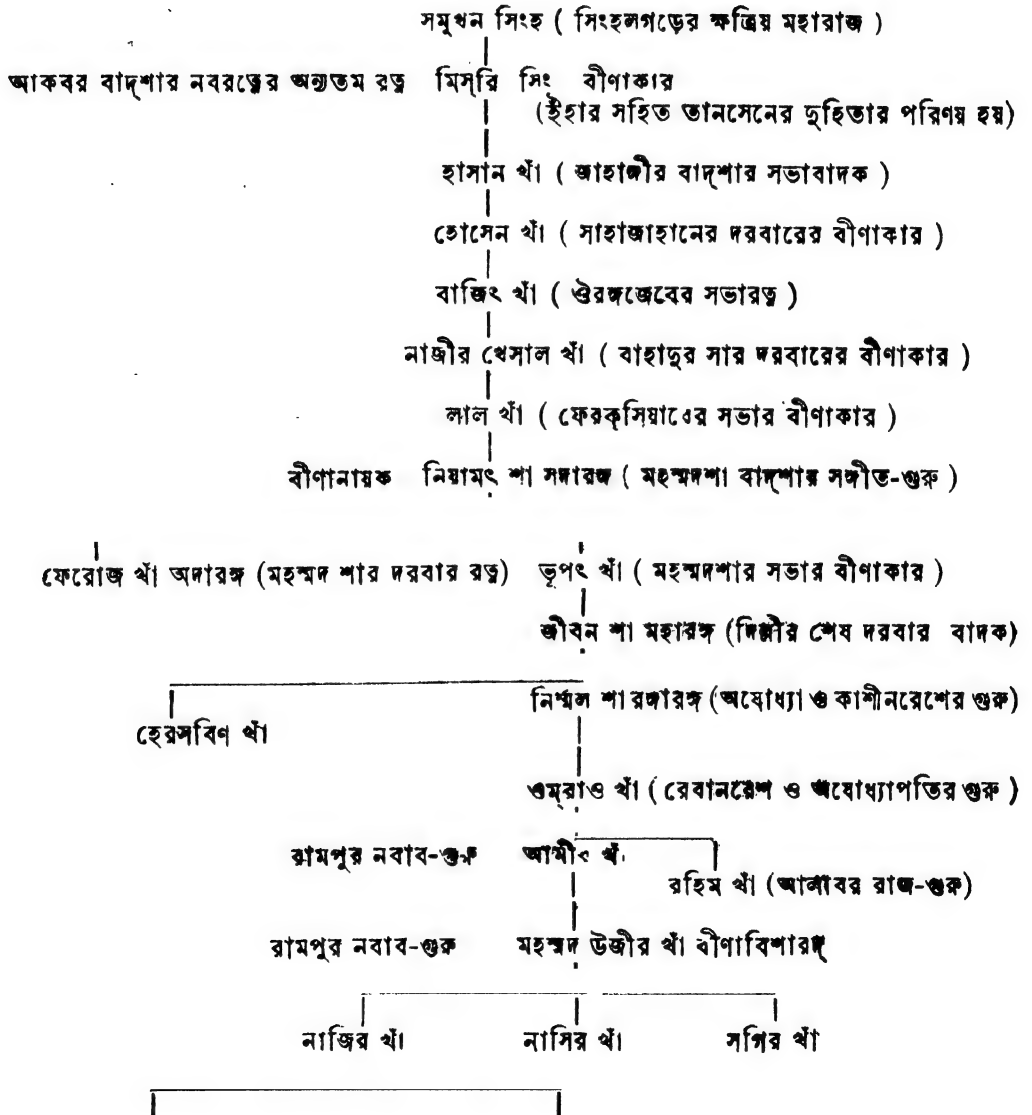 সমুখন সিংহ ( সিংহলগড়ের ক্ষত্রিয় মহারাজ )
আকবর বাদ্‌শার নবরত্নের অন্যতম রত্ন মিস্‌রি সিং বীণাকার
(ইঁহার সহিত তানসেনের দুহিতার পরিণয় হয়)
হাসান খাঁ ( জাহাঙ্গীর বাদ্‌শার সভাবাদক )
হোসেন খাঁ ( সাহাজাহানের দরবারের বীণাকার )
বাজিৎ খাঁ ( ঔরঙ্গজেবের সভারত্ন )
নাজীর খেসাল খাঁ ( বাহাদুর সার দরবারের বীণাকার )
লাল খাঁ ( ফেরক্‌সিয়ারের সভার বীণাকার )
বীণানায়ক নিয়ামৎ শা সদারঙ্গ ( মহম্মদশা বাদ্‌শার সঙ্গীত-গুরু )
ফেরোজ খাঁ অদারঙ্গ (মহম্মদ শার দরবার রত্ন) ভূপৎ খাঁ ( মহম্মদশার সভার বীণাকার )
জীবন শা মহারঙ্গ (দিল্লীর শেষ দরবার বাদক)
নির্ম্মল শা রঙ্গারঙ্গ (অযোধ্যা ও কাশীনরেশের গুরু)
হেরসবিণ খাঁ
ওম্‌রাও খাঁ ( রেবানরেশ ও অযোধ্যাপতির গুরু )
রামপুর নবাব-গুরু আমীর খাঁ
রহিম খাঁ (আলাবর রাজ-গুরু)
রামপুর নবাব-গুরু মহম্মদ উজীর খাঁ বীণাবিশারদ্
নাজির খাঁ নাসির খাঁ সগির খাঁ